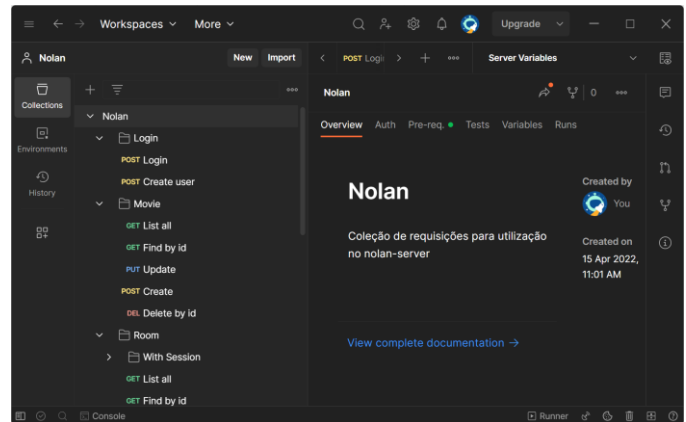 Workspaces More Upgrade
Nolan New Import POST Logi Server Variables
Collections
Environments
History
Nolan
Login
POST Login
POST Create user
Movie
GET List all
GET Find by id
PUT Update
POST Create
DEL Delete by id
Room
With Session
GET List all
GET Find by id
Nolan 0
Overview Auth Pre-req. Tests Variables Runs
Nolan
Coleção de requisições para utilização
no nolan-server
View complete documentation →
Created by
You
Created on
15 Apr 2022,
11:01 AM
Console Runner